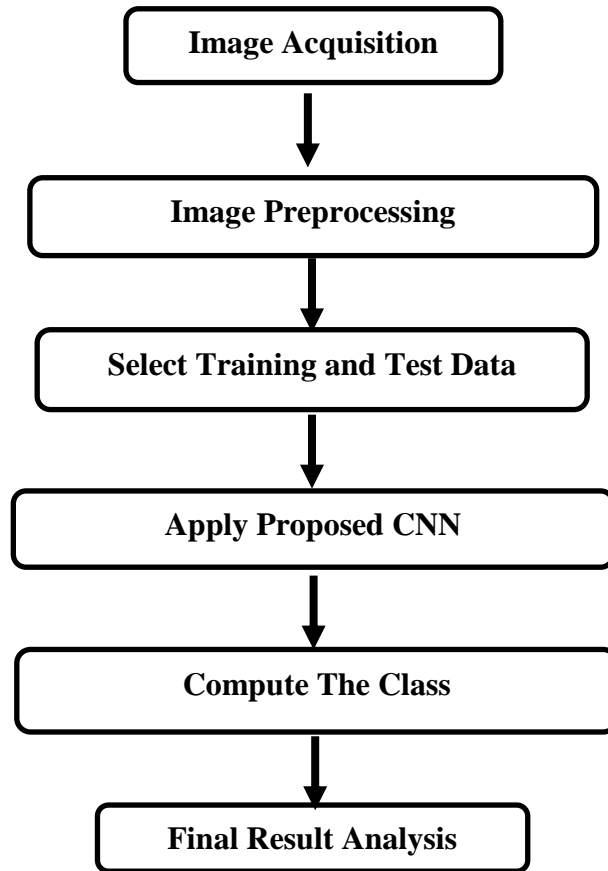 Image Acquisition
Image Preprocessing
Select Training and Test Data
Apply Proposed CNN
Compute The Class
Final Result Analysis